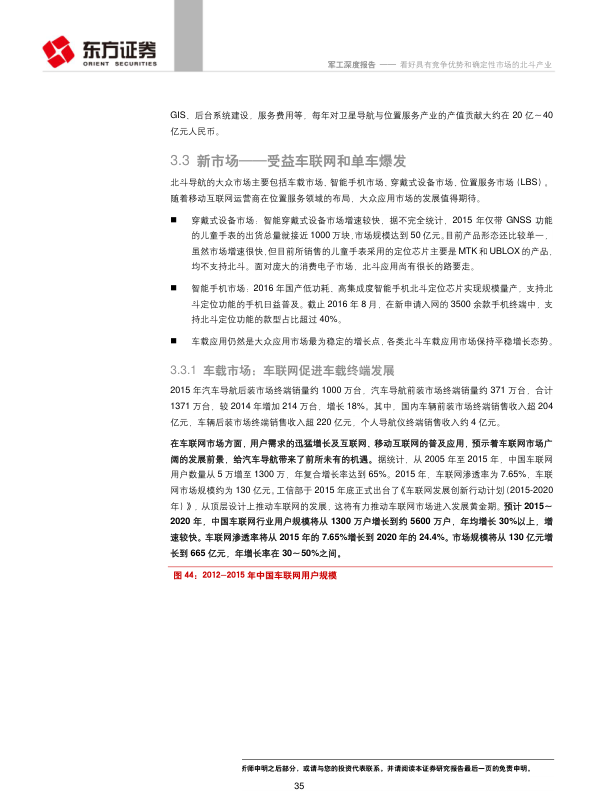 东方证券
ORIENT SECURITIES
军工深度报告 —— 看好具有竞争优势和确定性市场的北斗产业
GIS、后台系统建设、服务费用等，每年对卫星导航与位置服务产业的产值贡献大约在 20 亿～40
亿元人民币。
3.3 新市场——受益车联网和单车爆发
北斗导航的大众市场主要包括车载市场、智能手机市场、穿戴式设备市场、位置服务市场（LBS）。
随着移动互联网运营商在位置服务领域的布局，大众应用市场的发展值得期待。
■ 穿戴式设备市场：智能穿戴式设备市场增速较快，据不完全统计，2015 年仅带 GNSS 功能
的儿童手表的出货总量就接近 1000 万块，市场规模达到 50 亿元。目前产品形态还比较单一，
虽然市场增速很快，但目前所销售的儿童手表采用的定位芯片主要是 MTK 和 UBLOX 的产品，
均不支持北斗。面对庞大的消费电子市场，北斗应用尚有很长的路要走。
■ 智能手机市场：2016 年国产低功耗、高集成度智能手机北斗定位芯片实现规模量产，支持北
斗定位功能的手机日益普及。截止 2016 年 8 月，在新申请入网的 3500 余款手机终端中，支
持北斗定位功能的款型占比超过 40%。
■ 车载应用仍然是大众应用市场最为稳定的增长点，各类北斗车载应用市场保持平稳增长态势。
3.3.1 车载市场：车联网促进车载终端发展
2015 年汽车导航后装市场终端销量约 1000 万台，汽车导航前装市场终端销量约 371 万台，合计
1371 万台，较 2014 年增加 214 万台，增长 18%。其中，国内车辆前装市场终端销售收入超 204
亿元，车辆后装市场终端销售收入超 220 亿元，个人导航仪终端销售收入约 4 亿元。
在车联网市场方面，用户需求的迅猛增长及互联网、移动互联网的普及应用，预示着车联网市场广
阔的发展前景，给汽车导航带来了前所未有的机遇。据统计，从 2005 年至 2015 年，中国车联网
用户数量从 5 万增至 1300 万，年复合增长率达到 65%。2015 年，车联网渗透率为 7.65%，车联
网市场规模约为 130 亿元。工信部于 2015 年底正式出台了《车联网发展创新行动计划（2015-2020
年）》，从顶层设计上推动车联网的发展，这将有力推动车联网市场进入发展黄金期。预计 2015～
2020 年，中国车联网行业用户规模将从 1300 万户增长到约 5600 万户，年均增长 30%以上，增
速较快。车联网渗透率将从 2015 年的 7.65%增长到 2020 年的 24.4%。市场规模将从 130 亿元增
长到 665 亿元，年增长率在 30～50%之间。
图 44：2012-2015 年中国车联网用户规模
析师申明之后部分，或请与您的投资代表联系。并请阅读本证券研究报告最后一页的免责申明。
35